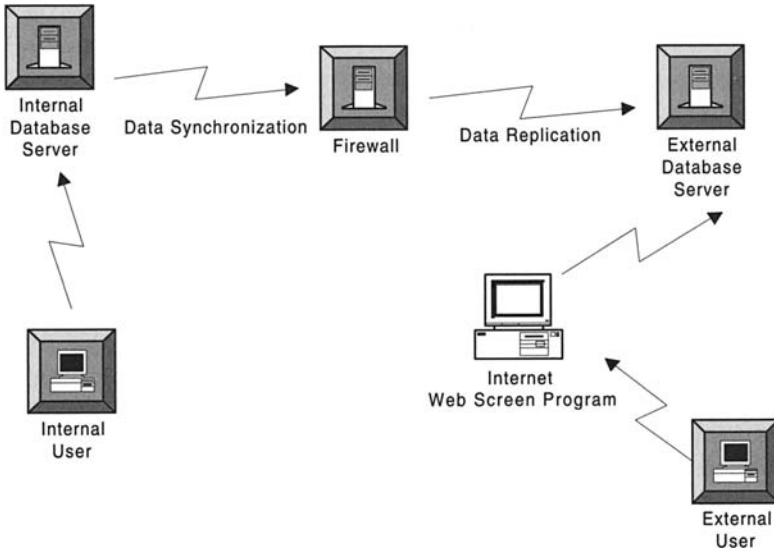 Internal
Database
Server
Data Synchronization
Firewall
Data Replication
External
Database
Server
Internet
Web Screen Program
Internal
User
External
User